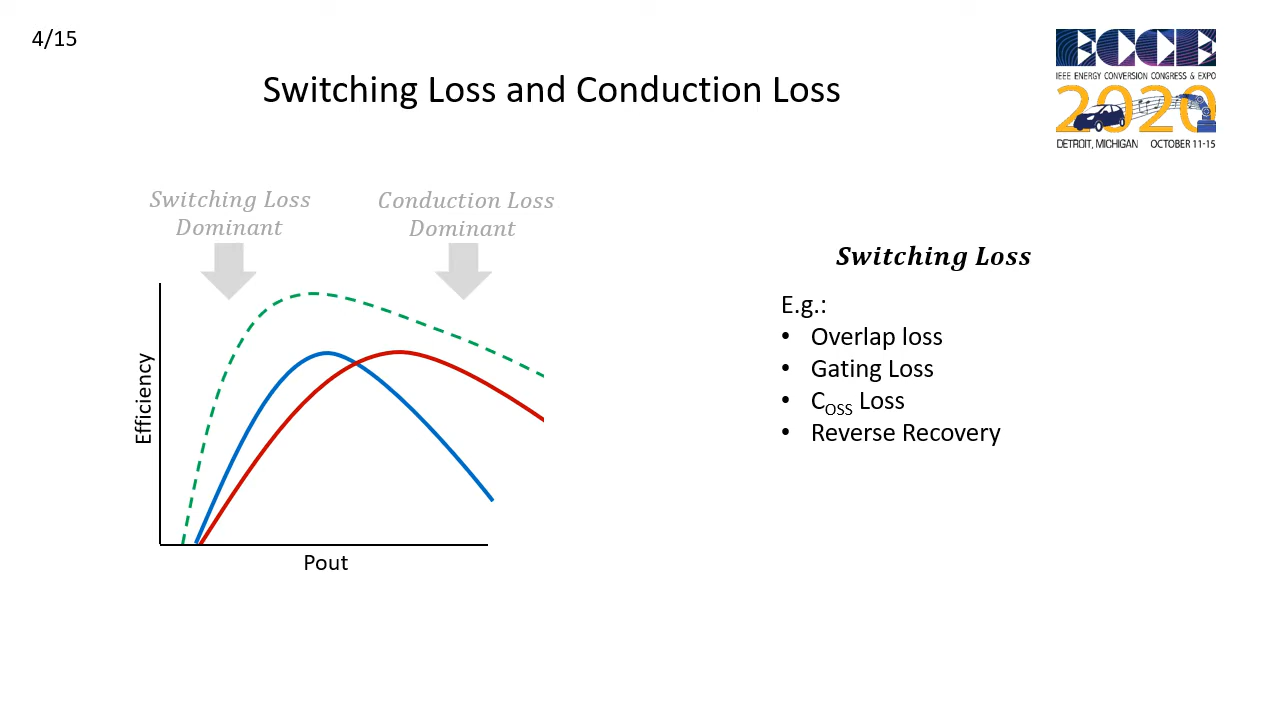 4/15
ECCE
IEEE ENERGY CONVERSION CONGRESS & EXPO
2020
DETROIT, MICHIGAN OCTOBER 11-15
Switching Loss and Conduction Loss
Switching Loss
Dominant
Conduction Loss
Dominant
Efficiency
Pout
Switching Loss
E.g.:
• Overlap loss
• Gating Loss
• COSS Loss
• Reverse Recovery